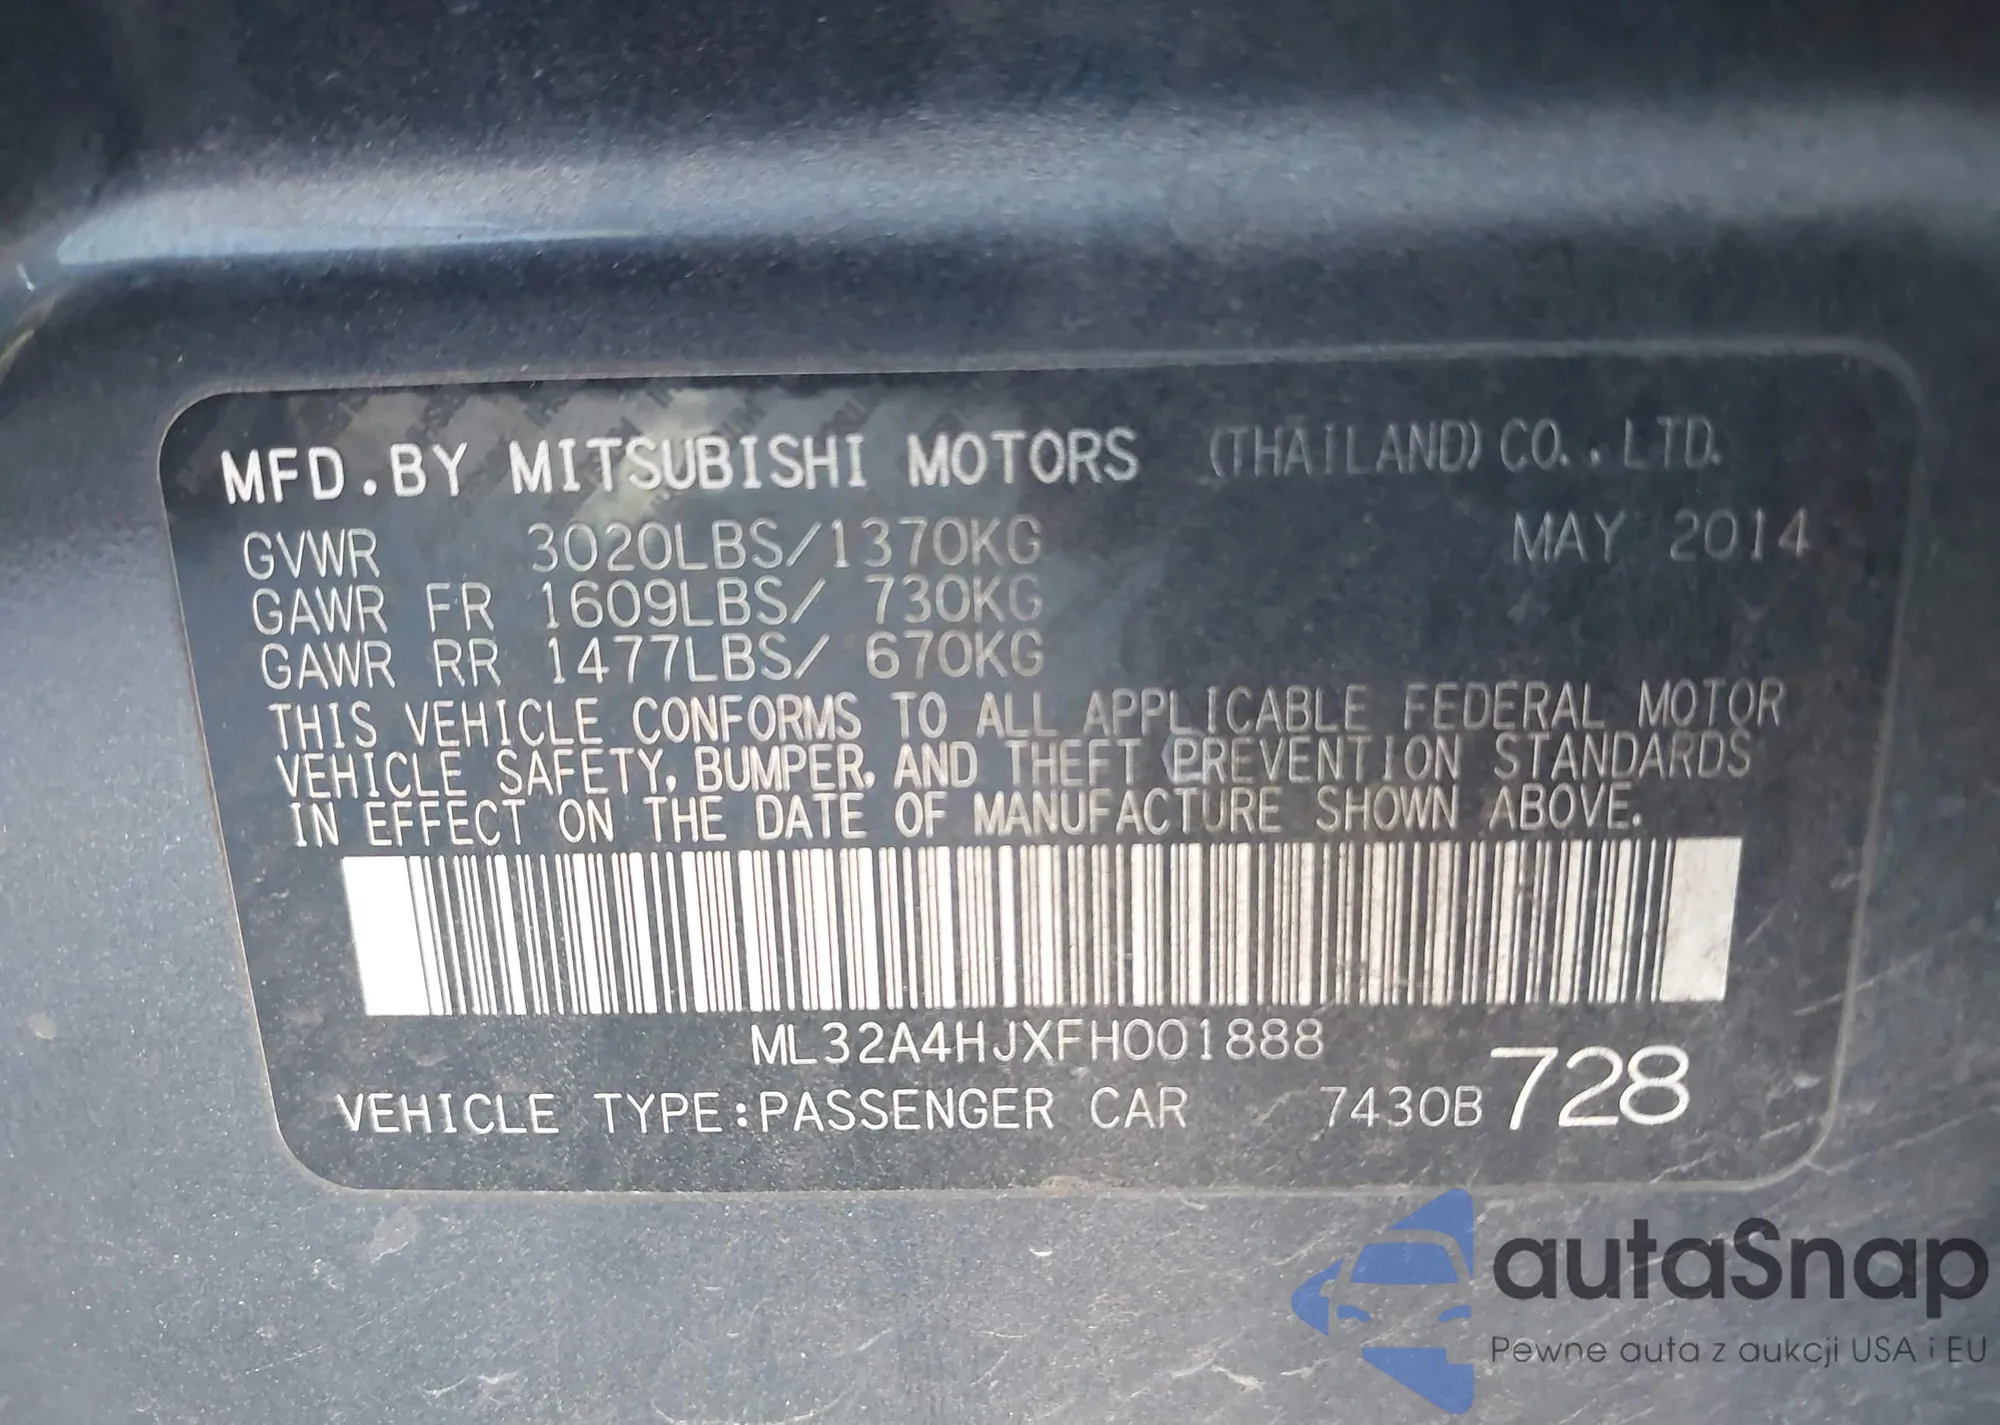 MFD.BY MITSUBISHI MOTORS (THAILAND) CO.,LTD.
GVWR 3020LBS/1370KG MAY 2014
GAWR FR 1609LBS/ 730KG
GAWR RR 1477LBS/ 670KG
THIS VEHICLE CONFORMS TO ALL APPLICABLE FEDERAL MOTOR
VEHICLE SAFETY, BUMPER, AND THEFT PREVENTION STANDARDS
IN EFFECT ON THE DATE OF MANUFACTURE SHOWN ABOVE.
ML32A4HJXFH001888
VEHICLE TYPE:PASSENGER CAR 7430B728
autaSnap
Pewne auta z aukcji USA i EU